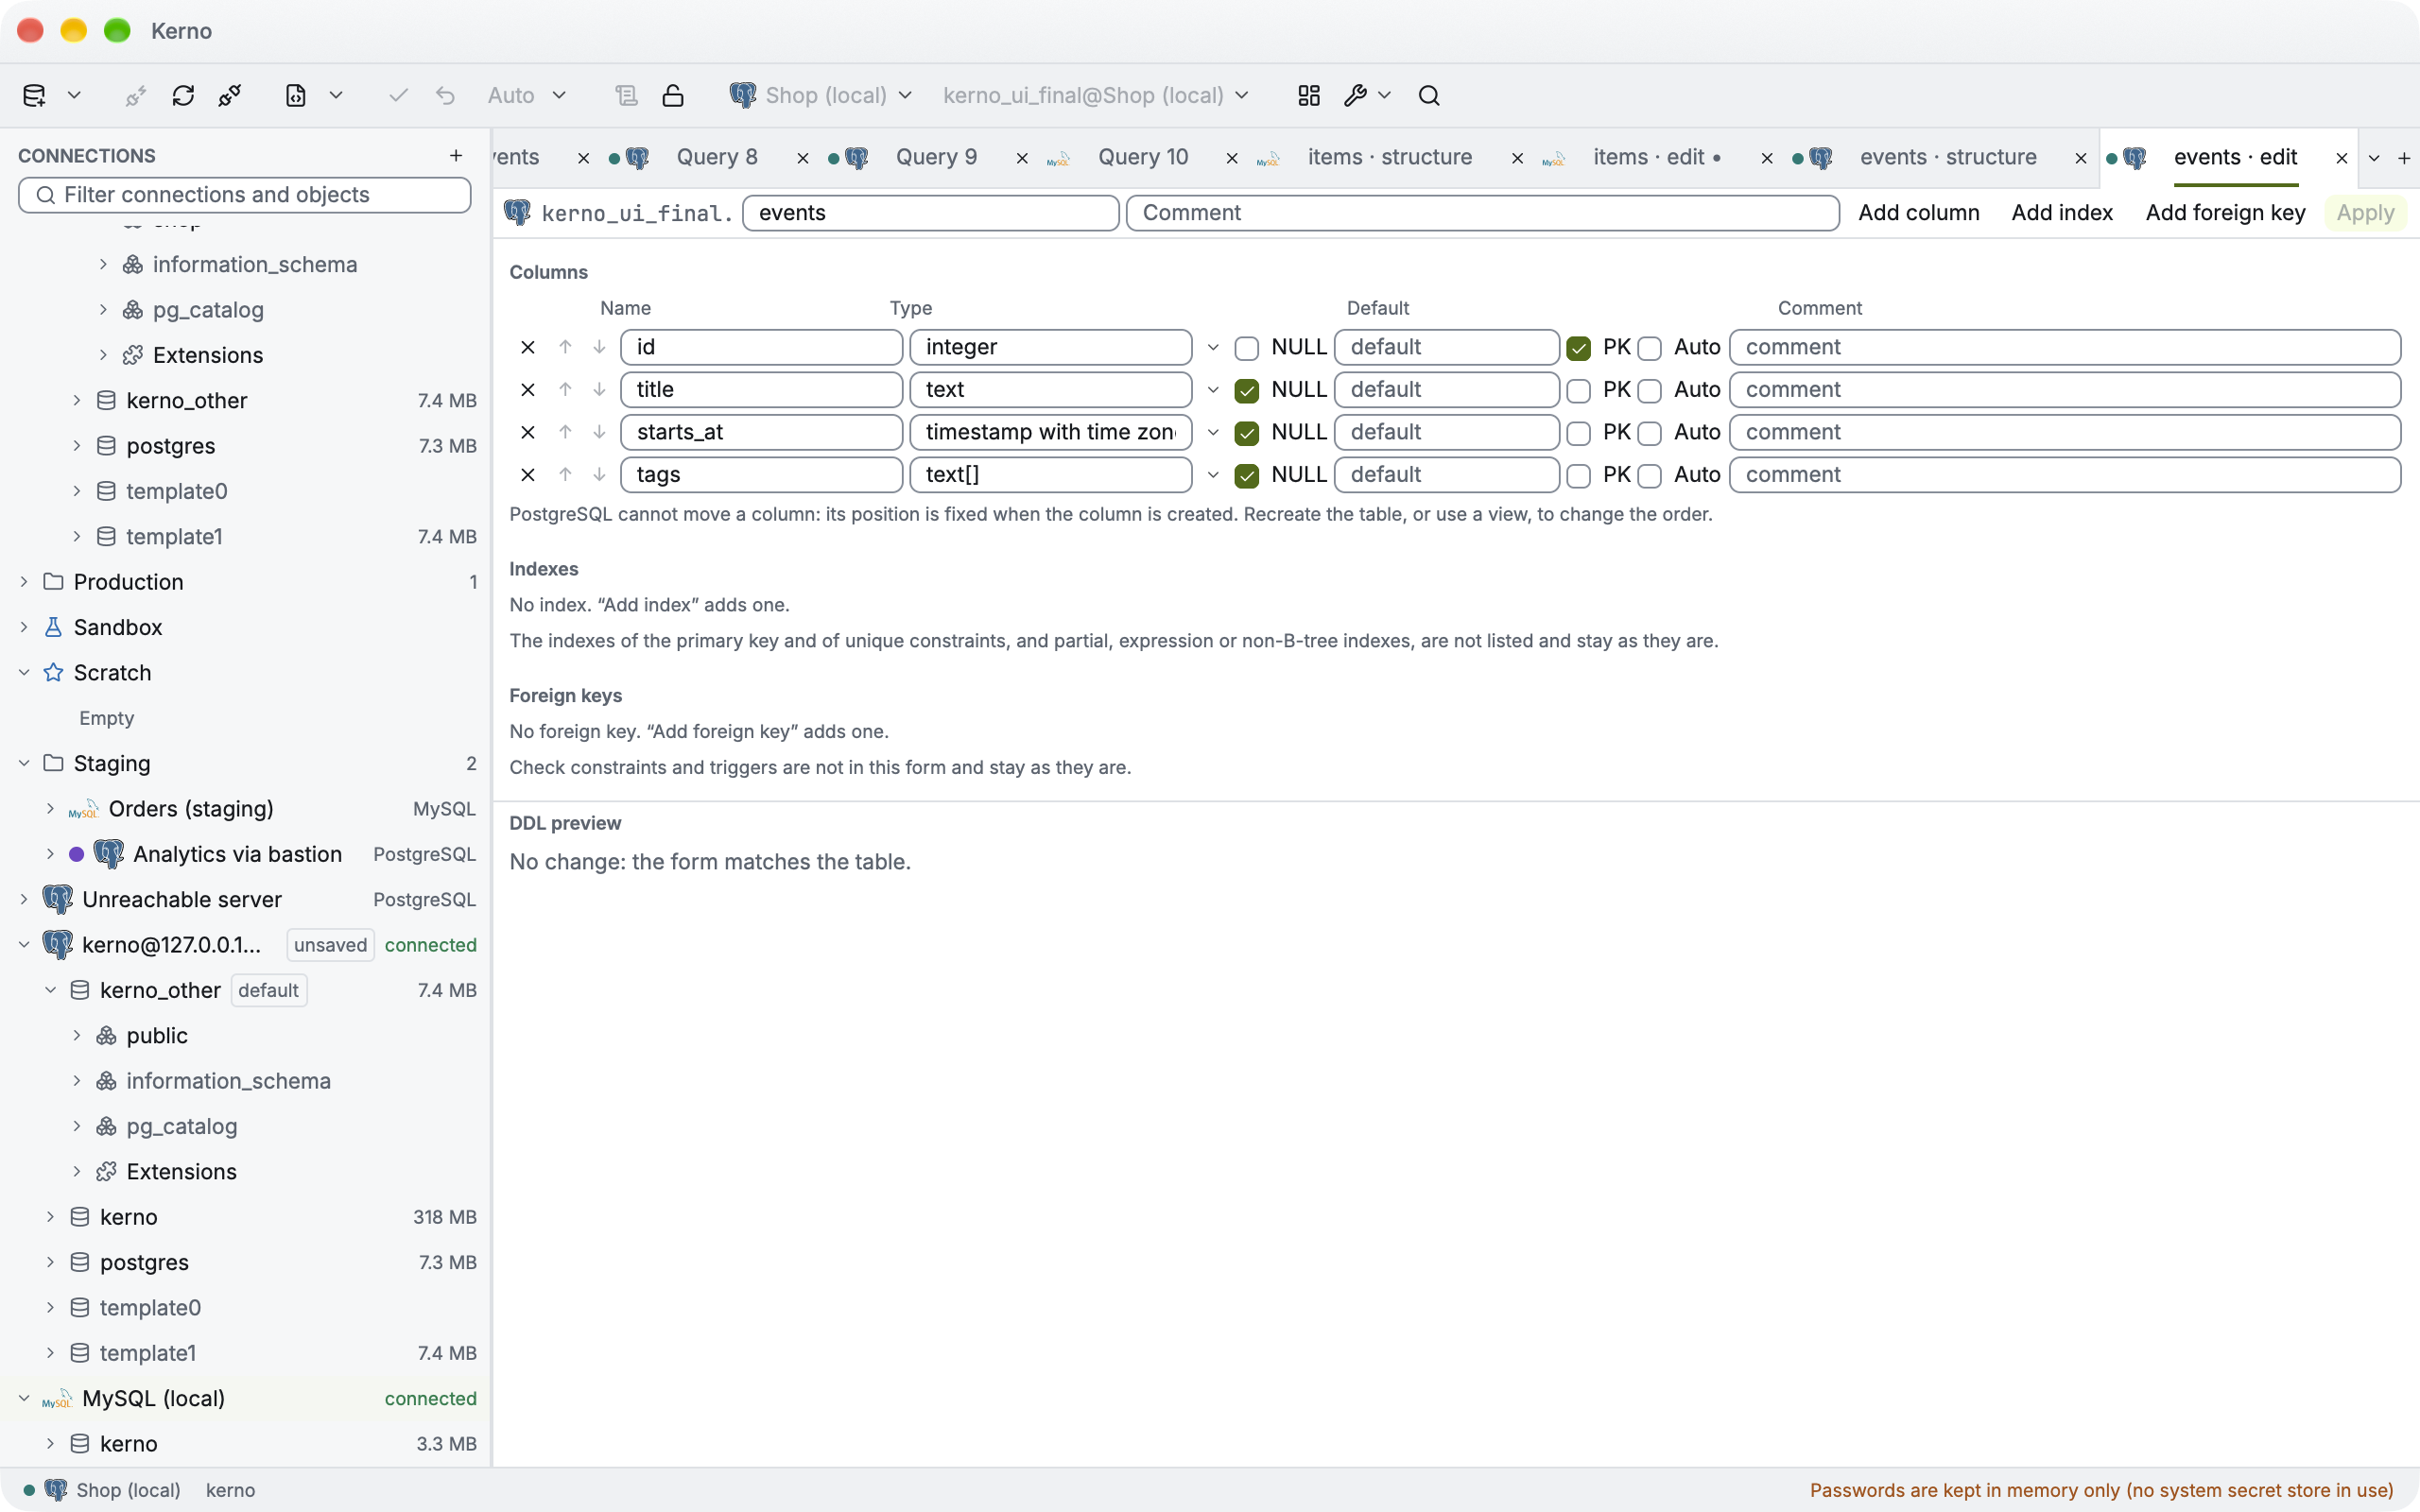 Kerno
Auto
Shop (local)
kerno_ui_final@Shop (local)
CONNECTIONS
Filter connections and objects
information_schema
pg_catalog
Extensions
kerno_other 7.4 MB
postgres 7.3 MB
template0
template1 7.4 MB
Production 1
Sandbox
Scratch
Empty
Staging 2
MySQL Orders (staging) MySQL
Analytics via bastion PostgreSQL
Unreachable server PostgreSQL
kerno@127.0.0.1... unsaved connected
kerno_other default 7.4 MB
public
information_schema
pg_catalog
Extensions
kerno 318 MB
postgres 7.3 MB
template0
template1 7.4 MB
MySQL MySQL (local) connected
kerno 3.3 MB
Query 8
Query 9
MySQL Query 10
MySQL items · structure
MySQL items · edit •
events · structure
events · edit
kerno_ui_final. events Comment Add column Add index Add foreign key Apply
Columns
Name Type Default Comment
id integer NULL default PK Auto comment
title text NULL default PK Auto comment
starts_at timestamp with time zon NULL default PK Auto comment
tags text[] NULL default PK Auto comment
PostgreSQL cannot move a column: its position is fixed when the column is created. Recreate the table, or use a view, to change the order.
Indexes
No index. “Add index” adds one.
The indexes of the primary key and of unique constraints, and partial, expression or non-B-tree indexes, are not listed and stay as they are.
Foreign keys
No foreign key. “Add foreign key” adds one.
Check constraints and triggers are not in this form and stay as they are.
DDL preview
No change: the form matches the table.
Shop (local) kerno
Passwords are kept in memory only (no system secret store in use)